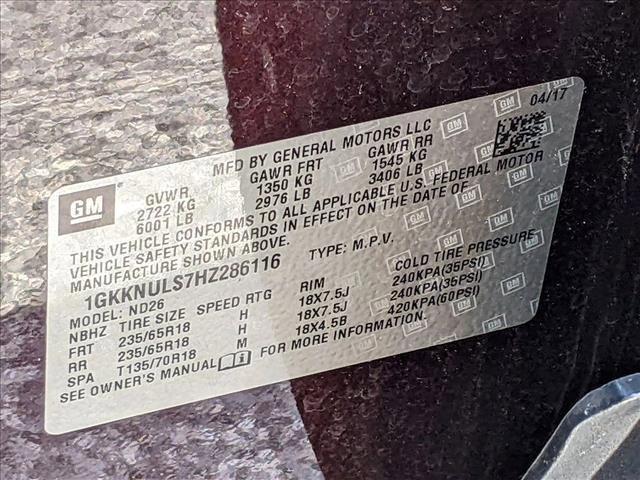 04/17
MFD BY GENERAL MOTORS LLC
GM GVWR GAWR FRT GAWR RR
2722 KG 1350 KG 1545 KG
6001 LB 2976 LB 3406 LB
THIS VEHICLE CONFORMS TO ALL APPLICABLE U.S. FEDERAL MOTOR
VEHICLE SAFETY STANDARDS IN EFFECT ON THE DATE OF
MANUFACTURE SHOWN ABOVE.
1GKKNULS7HZ286116 TYPE: M.P.V.
MODEL: ND26
NBHZ TIRE SIZE SPEED RTG RIM COLD TIRE PRESSURE
FRT 235/65R18 H 18X7.5J 240KPA(35PSI)
RR 235/65R18 H 18X7.5J 240KPA(35PSI)
SPA T135/70R18 M 18X4.5B 420KPA(60PSI)
SEE OWNER'S MANUAL FOR MORE INFORMATION.